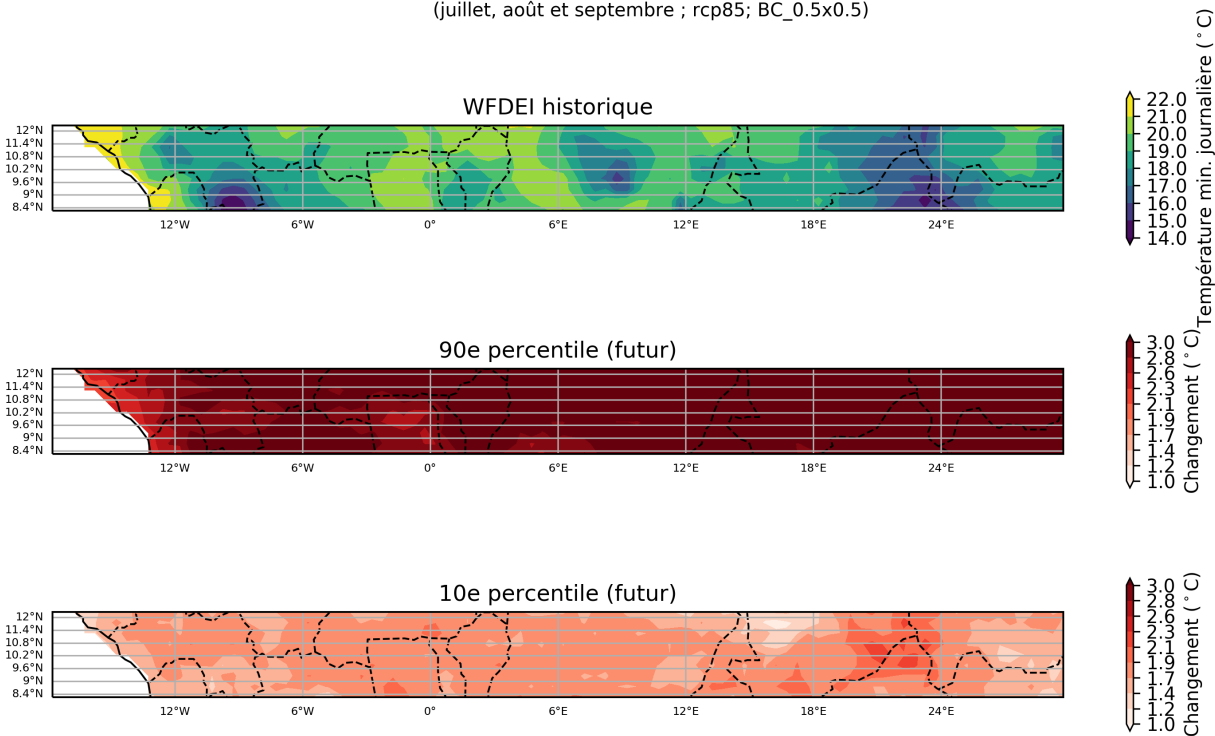 (juillet, août et septembre ; rcp85; BC_0.5x0.5)
WFDEI historique
12°N
11.4°N
10.8°N
10.2°N
9.6°N
9°N
8.4°N
12°W 6°W 0° 6°E 12°E 18°E 24°E
22.0
21.0
20.0
19.0
18.0
17.0
16.0
15.0
14.0
Température min. journalière (°C)
90e percentile (futur)
12°N
11.4°N
10.8°N
10.2°N
9.6°N
9°N
8.4°N
12°W 6°W 0° 6°E 12°E 18°E 24°E
3.0
2.8
2.6
2.3
2.1
1.9
1.7
1.4
1.2
1.0
Changement (°C)
10e percentile (futur)
12°N
11.4°N
10.8°N
10.2°N
9.6°N
9°N
8.4°N
12°W 6°W 0° 6°E 12°E 18°E 24°E
3.0
2.8
2.6
2.3
2.1
1.9
1.7
1.4
1.2
1.0
Changement (°C)